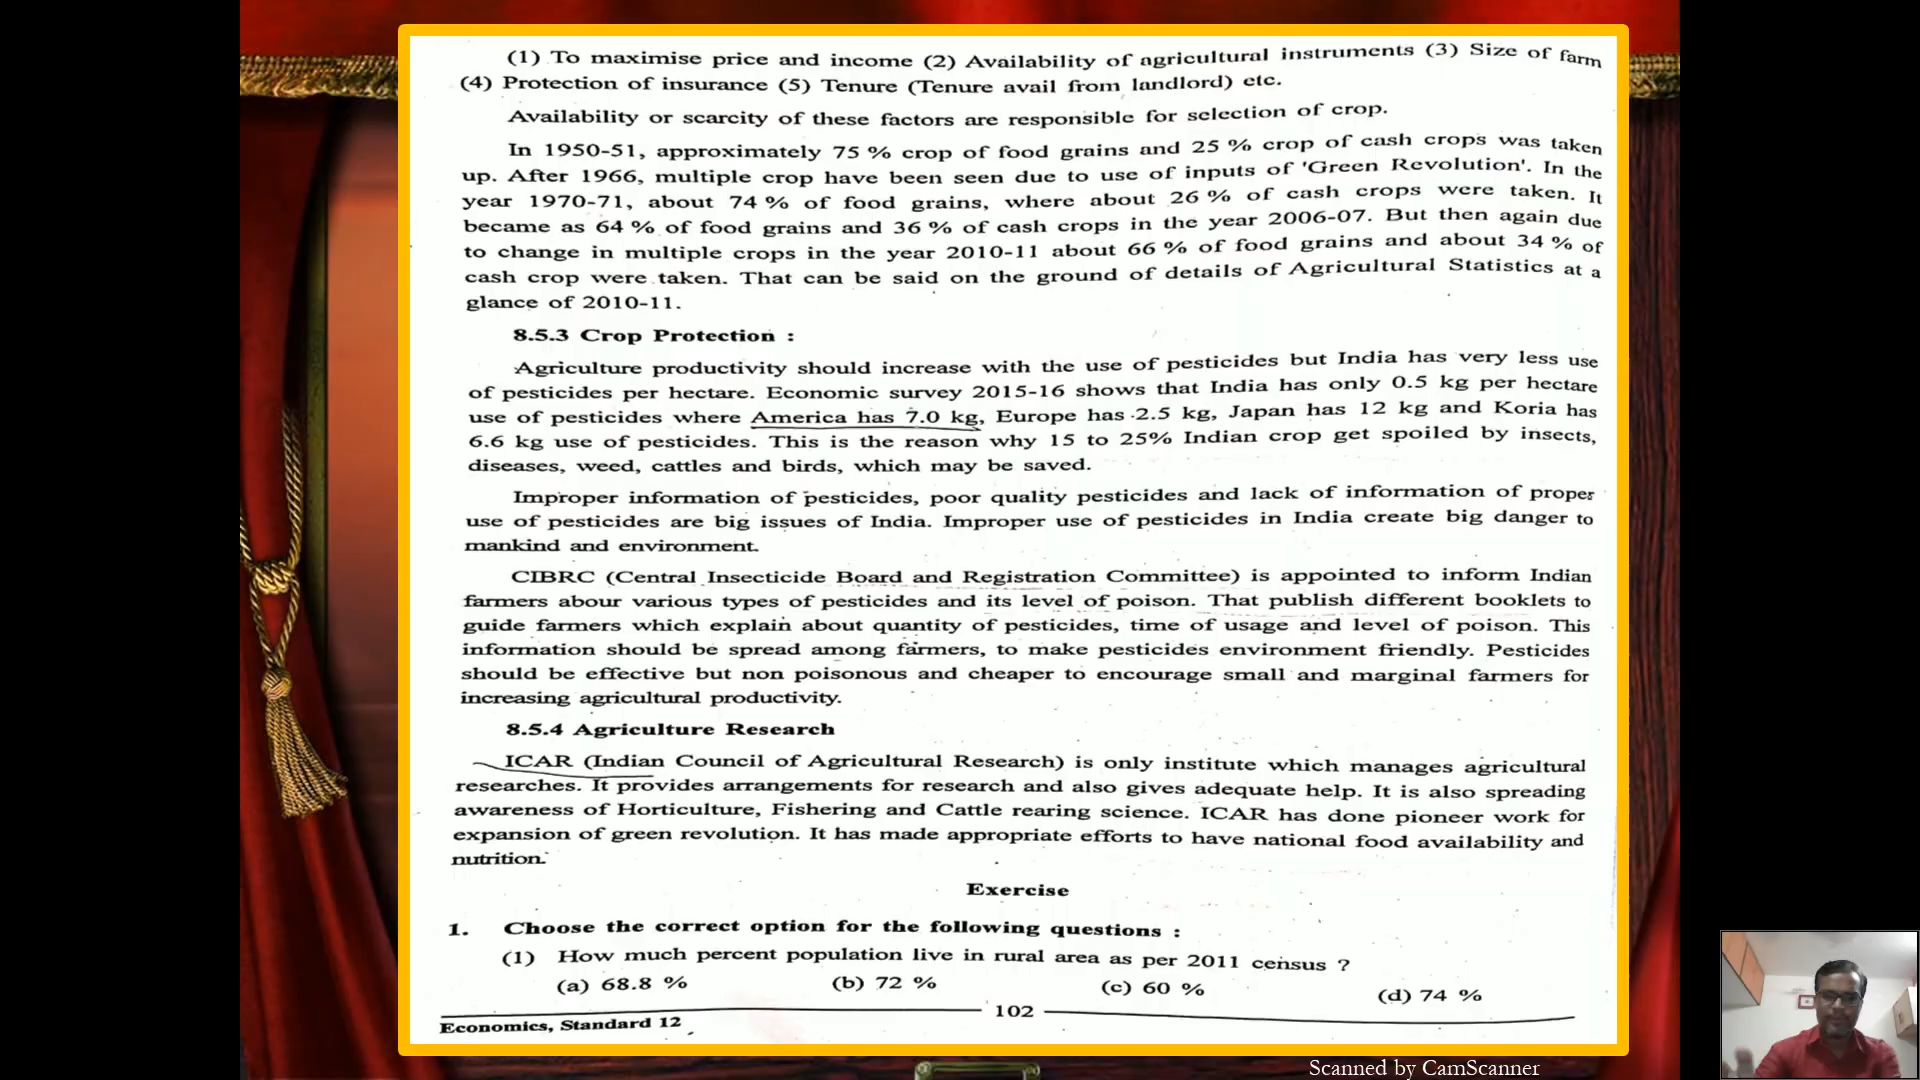 (1) To maximise price and income (2) Availability of agricultural instruments (3) Size of farm
(4) Protection of insurance (5) Tenure (Tenure avail from landlord) etc.
Availability or scarcity of these factors are responsible for selection of crop.
In 1950-51, approximately 75 % crop of food grains and 25 % crop of cash crops was taken
up. After 1966, multiple crop have been seen due to use of inputs of 'Green Revolution'. In the
year 1970-71, about 74 % of food grains, where about 26 % of cash crops were taken. It
became as 64 % of food grains and 36 % of cash crops in the year 2006-07. But then again due
to change in multiple crops in the year 2010-11 about 66 % of food grains and about 34 % of
cash crop were taken. That can be said on the ground of details of Agricultural Statistics at a
glance of 2010-11.
8.5.3 Crop Protection :
Agriculture productivity should increase with the use of pesticides but India has very less use
of pesticides per hectare. Economic survey 2015-16 shows that India has only 0.5 kg per hectare
use of pesticides where America has 7.0 kg, Europe has 2.5 kg, Japan has 12 kg and Koria has
6.6 kg use of pesticides. This is the reason why 15 to 25% Indian crop get spoiled by insects,
diseases, weed, cattles and birds, which may be saved.
Improper information of pesticides, poor quality pesticides and lack of information of proper
use of pesticides are big issues of India. Improper use of pesticides in India create big danger to
mankind and environment.
CIBRC (Central Insecticide Board and Registration Committee) is appointed to inform Indian
farmers abour various types of pesticides and its level of poison. That publish different booklets to
guide farmers which explain about quantity of pesticides, time of usage and level of poison. This
information should be spread among farmers, to make pesticides environment friendly. Pesticides
should be effective but non poisonous and cheaper to encourage small and marginal farmers for
increasing agricultural productivity.
8.5.4 Agriculture Research
ICAR (Indian Council of Agricultural Research) is only institute which manages agricultural
researches. It provides arrangements for research and also gives adequate help. It is also spreading
awareness of Horticulture, Fishering and Cattle rearing science. ICAR has done pioneer work for
expansion of green revolution. It has made appropriate efforts to have national food availability and
nutrition.
Exercise
1. Choose the correct option for the following questions :
(1) How much percent population live in rural area as per 2011 census ?
(a) 68.8 % (b) 72 % (c) 60 % (d) 74 %
102
Economics, Standard 12
Scanned by CamScanner